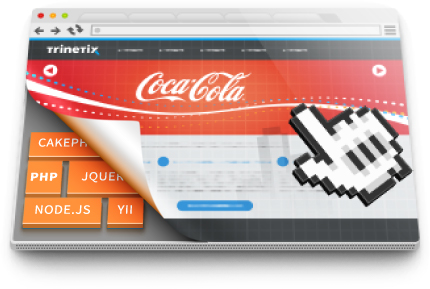 TRINETIX
Coca-Cola
CAKEPH
PHP JQUER
NODE.JS YII